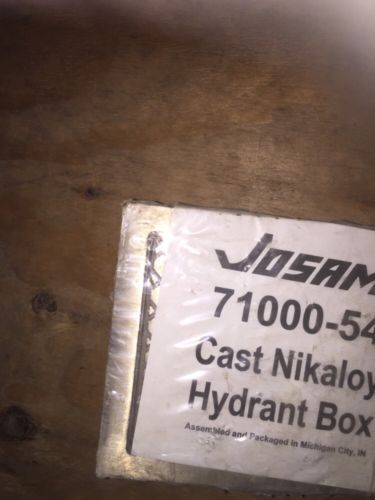 JOSAM
71000-54
Cast Nikaloy
Hydrant Box
Assembled and Packaged in Michigan City, IN